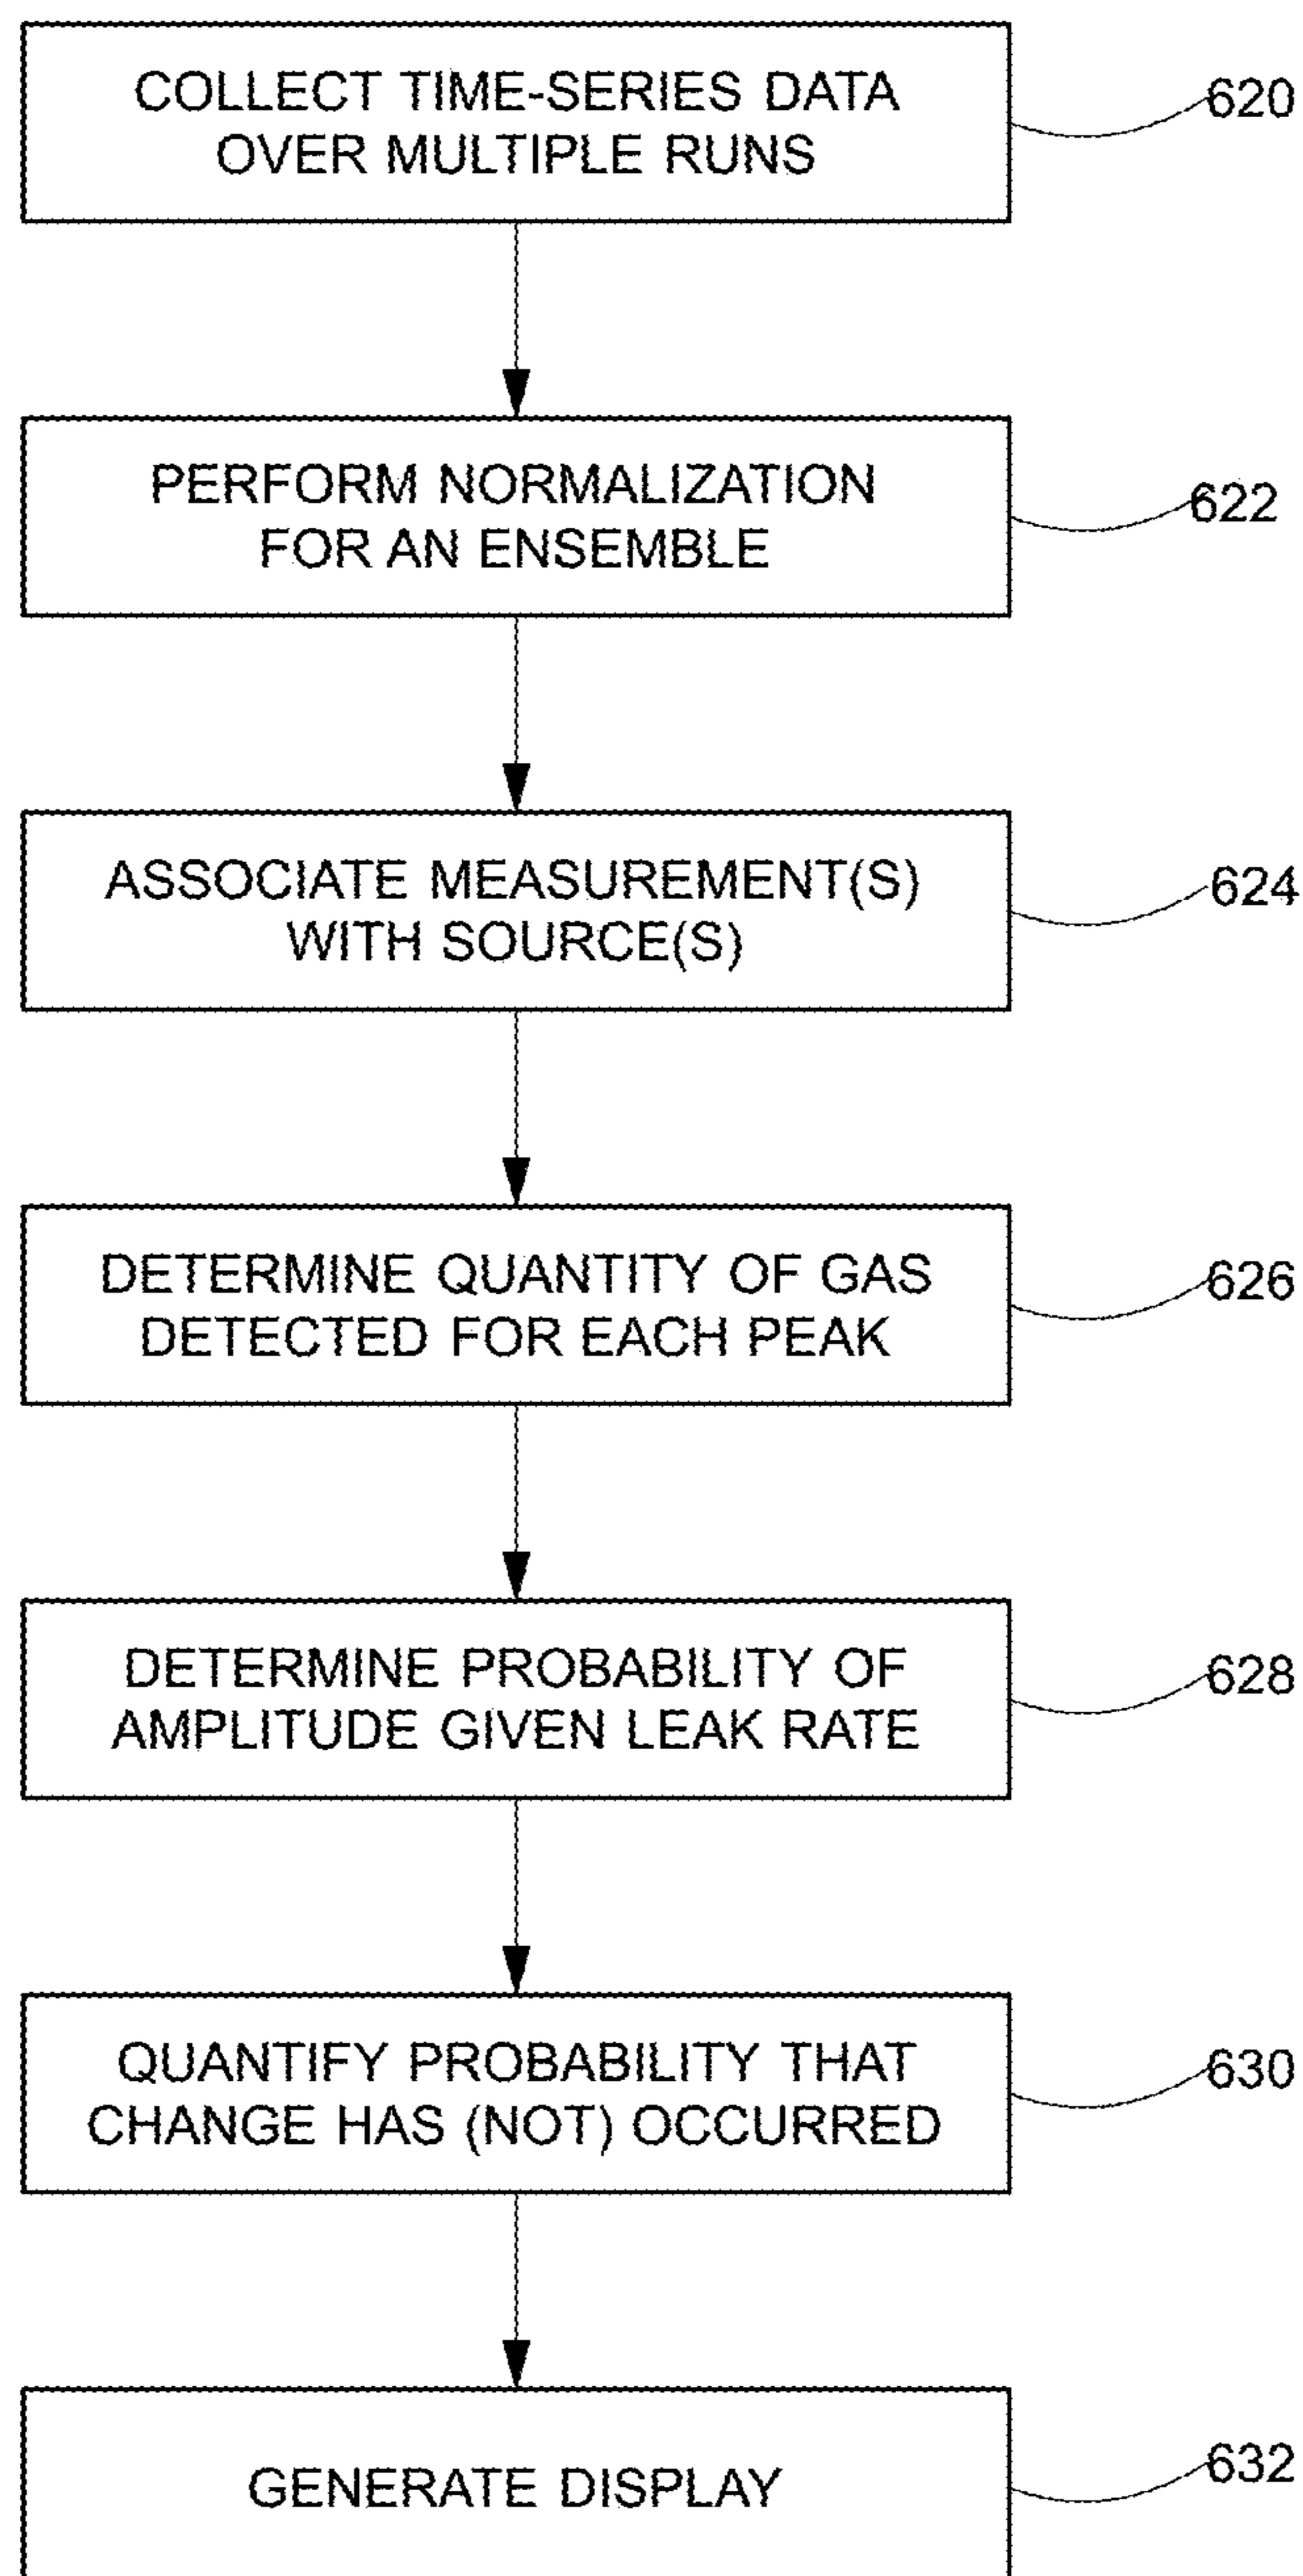 COLLECT TIME-SERIES DATA
OVER MULTIPLE RUNS
620
PERFORM NORMALIZATION
FOR AN ENSEMBLE
622
ASSOCIATE MEASUREMENT(S)
WITH SOURCE(S)
624
DETERMINE QUANTITY OF GAS
DETECTED FOR EACH PEAK
626
DETERMINE PROBABILITY OF
AMPLITUDE GIVEN LEAK RATE
628
QUANTIFY PROBABILITY THAT
CHANGE HAS (NOT) OCCURRED
630
GENERATE DISPLAY
632